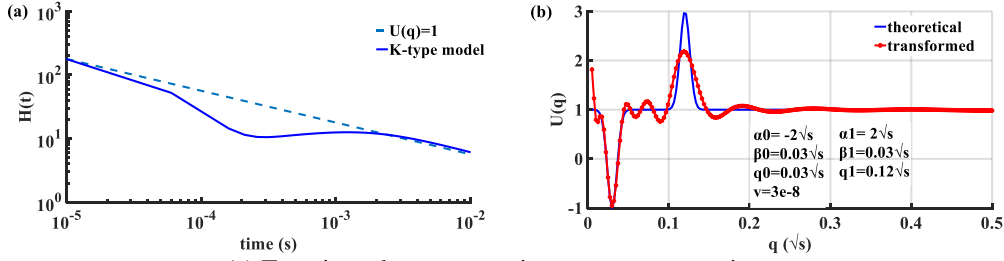 (a)
10^3
10^2
10^1
10^0
H(t)
U(q)=1
K-type model
10^-5
10^-4
10^-3
10^-2
time (s)
(b)
3
2
1
0
-1
U(q)
theoretical
transformed
α0= -2√s
α1= 2√s
β0=0.03√s
β1=0.03√s
q0=0.03√s
q1=0.12√s
v=3e-8
0
0.1
0.2
0.3
0.4
0.5
q (√s)